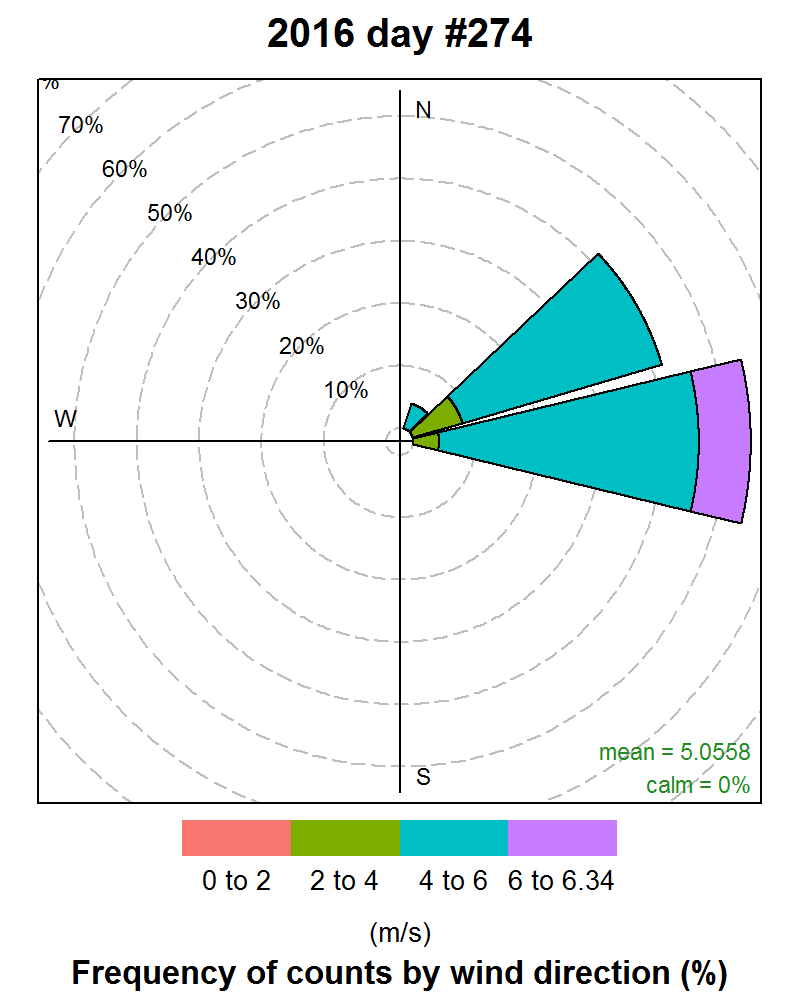 2016 day #274
%
70%
60%
50%
40%
30%
20%
10%
N
W
S
mean = 5.0558
calm = 0%
0 to 2 2 to 4 4 to 6 6 to 6.34
(m/s)
Frequency of counts by wind direction (%)